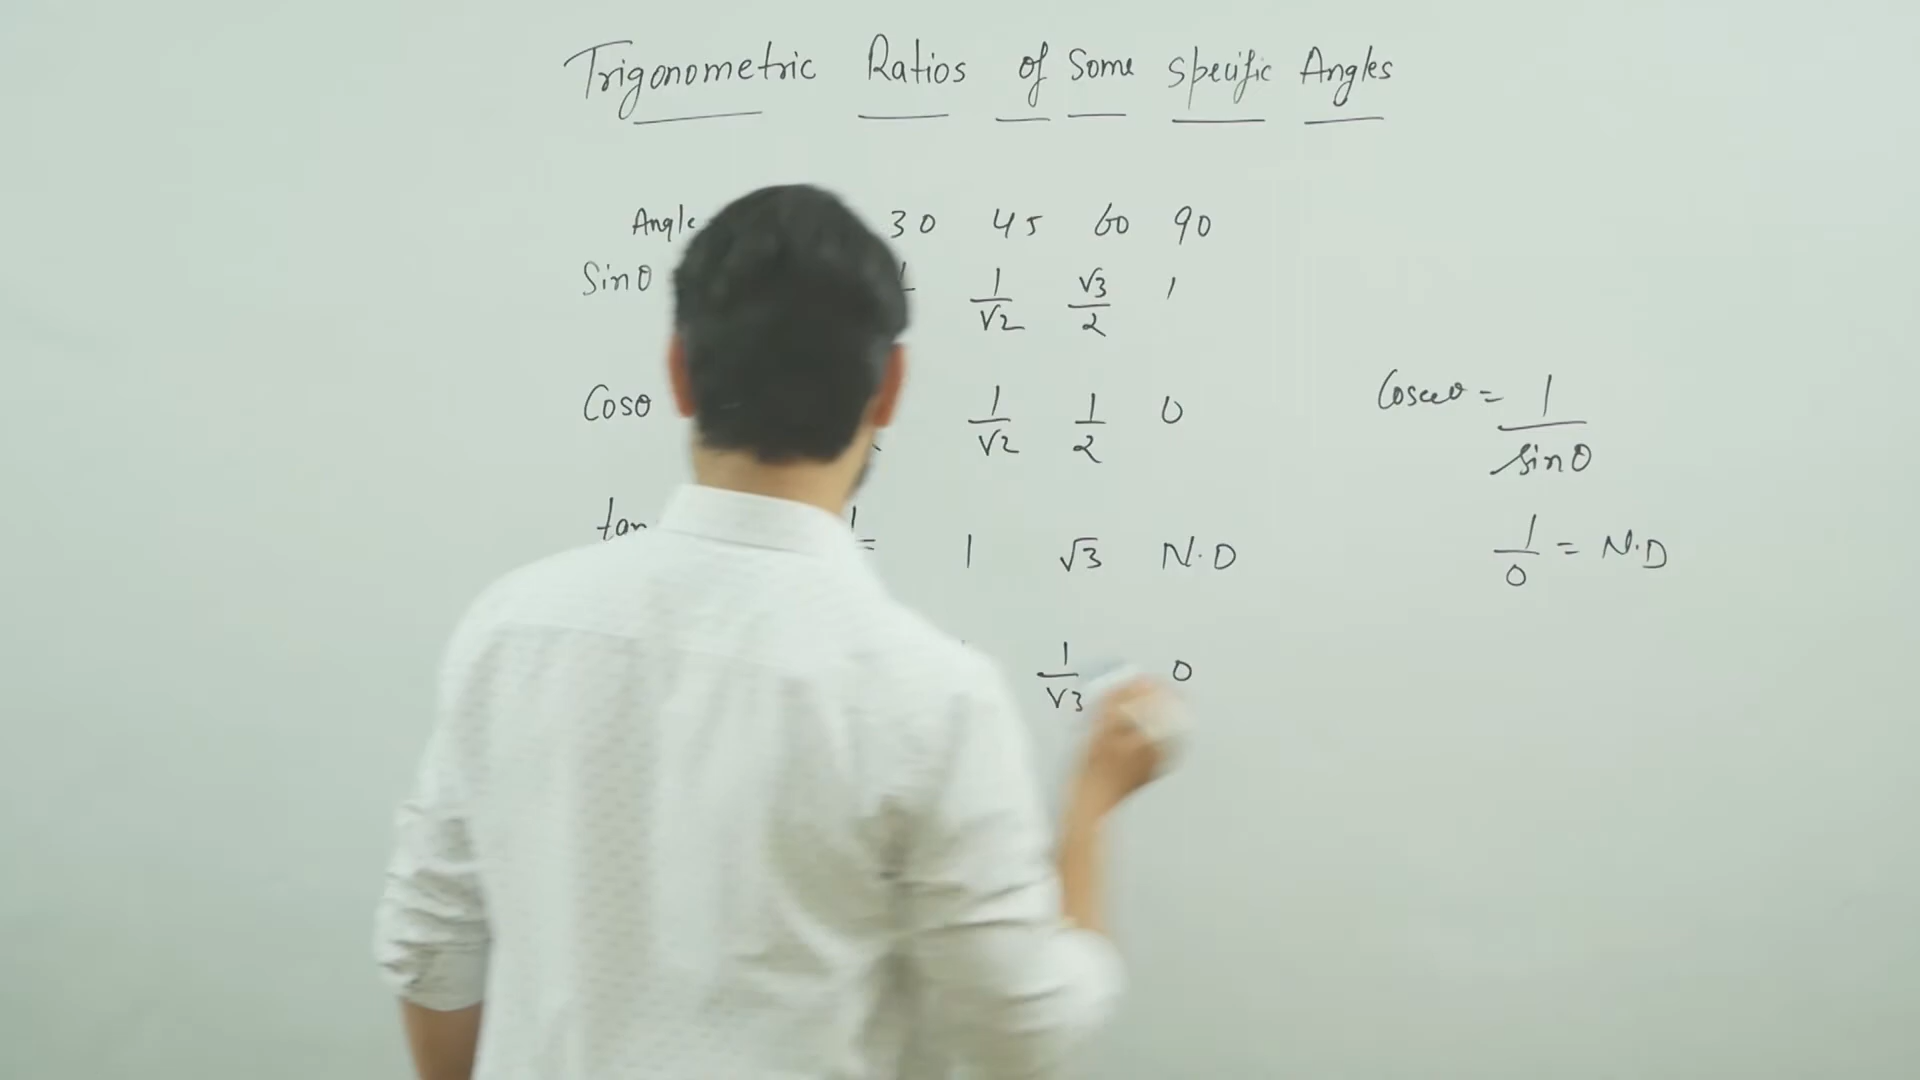 Trigonometric Ratios of Some Specific Angles
Angle 30 45 60 90
Sinθ 1/√2 √3/2 1
Cosθ 1/√2 1/2 0
tan 1 √3 N.D
1/√3 0
Cosecθ = 1/sinθ
1/0 = N.D